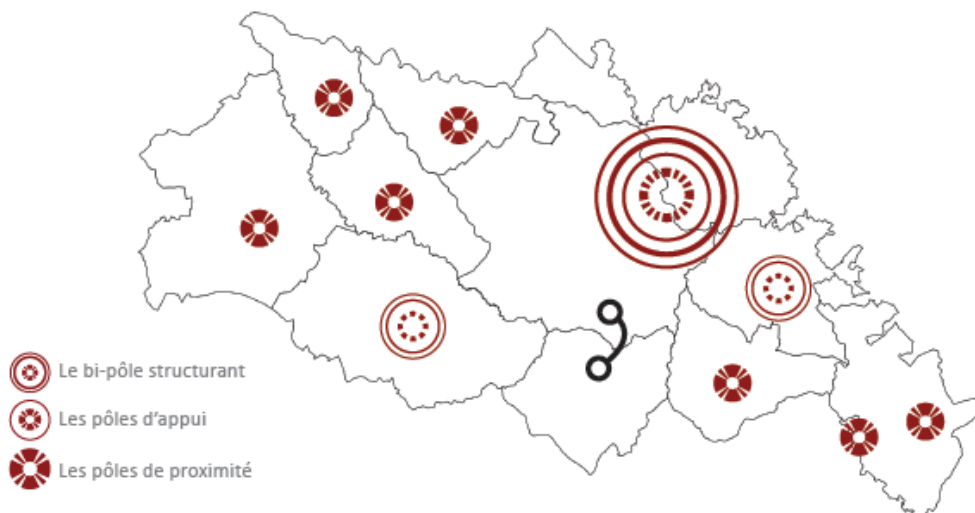 Le bi-pôle structurant
Les pôles d'appui
Les pôles de proximité